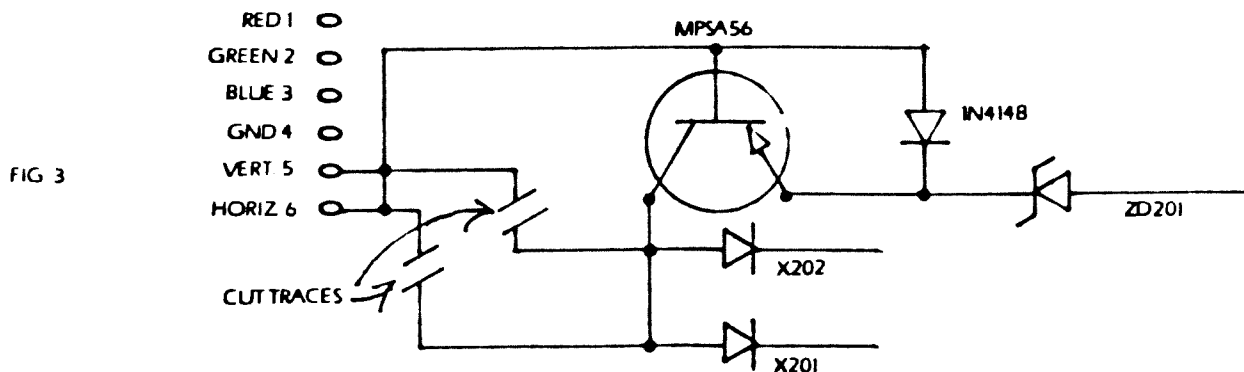 RED 1
MPSA56
GREEN 2
BLUE 3
1N4148
GND 4
FIG 3
VERT 5
HORIZ 6
ZD201
X202
CUT TRACES
X201